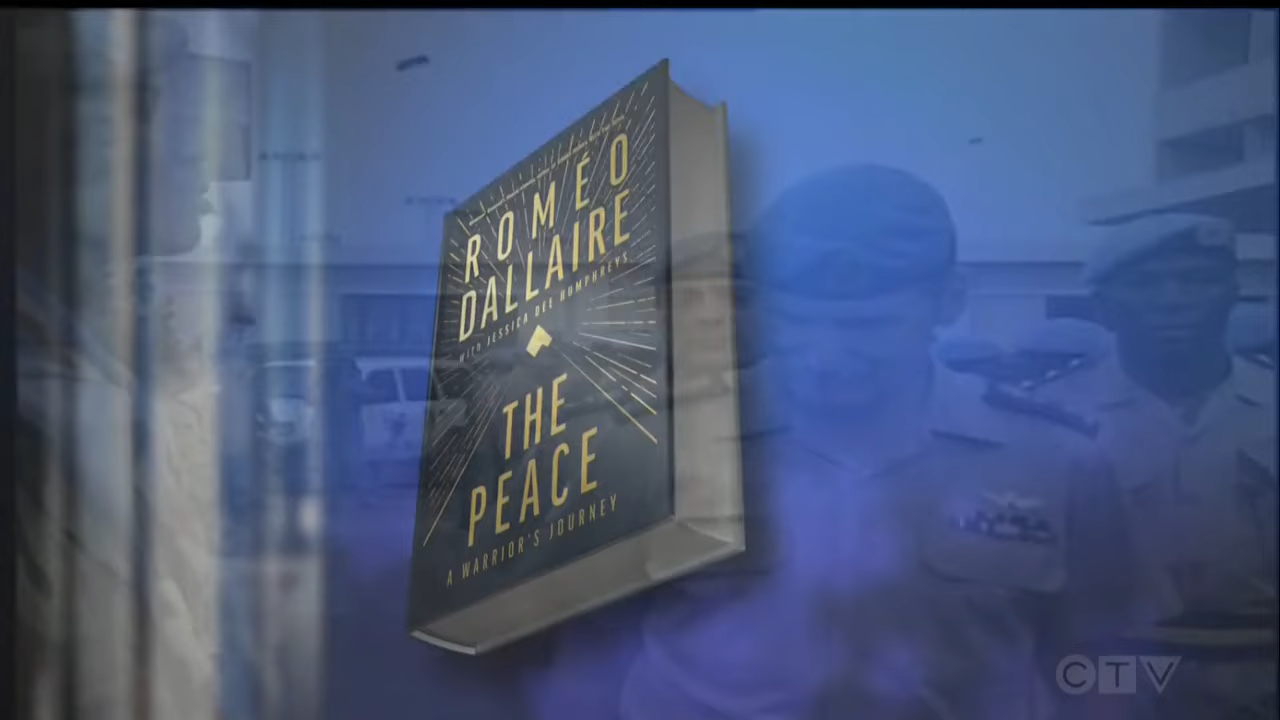 ROMÉO
DALLAIRE
WITH JESSICA DEE HUMPHREYS
THE
PEACE
A WARRIOR'S JOURNEY
CTV